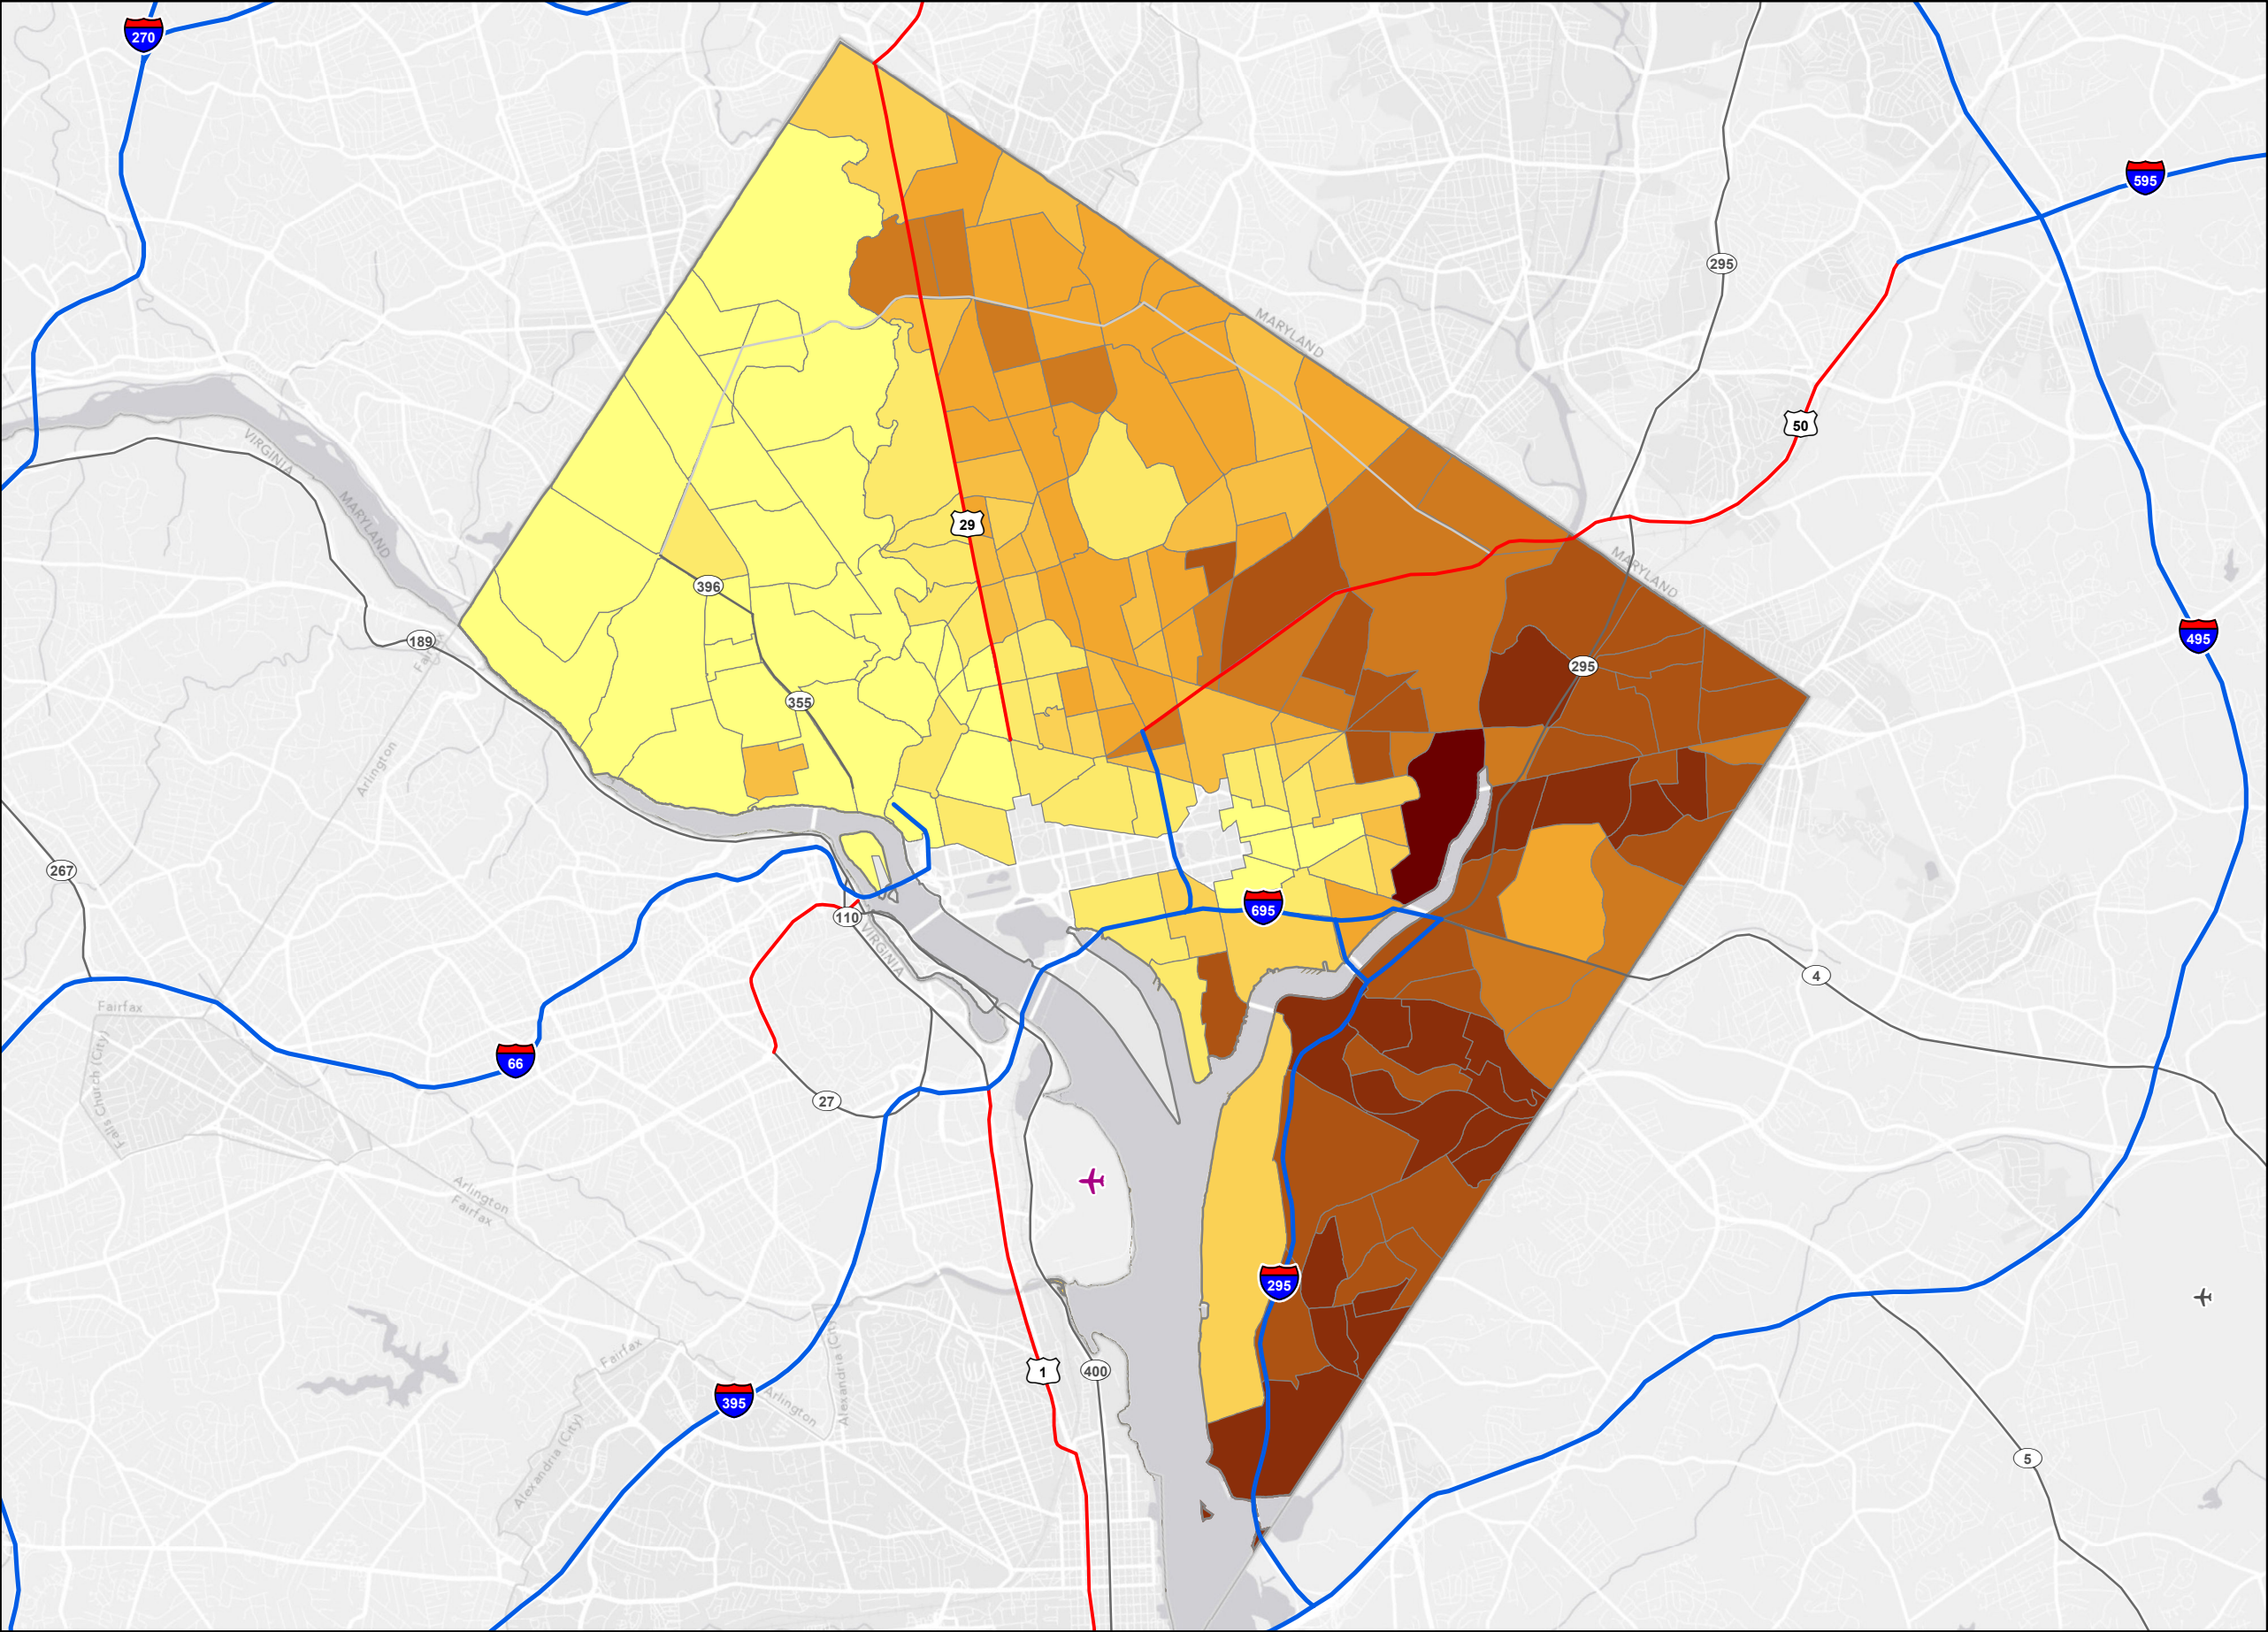 270
595
295
MARYLAND
50
VIRGINIA
MARYLAND
29
MARYLAND
396
189
Fairfax
495
295
355
Arlington
267
695
110
VIRGINIA
4
Fairfax
66
Falls Church (City)
27
Arlington
Fairfax
295
Fairfax
1
400
395
Arlington
Alexandria (City)
Alexandria (City)
5